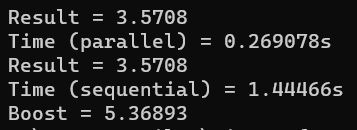 Result = 3.5708
Time (parallel) = 0.269078s
Result = 3.5708
Time (sequential) = 1.44466s
Boost = 5.36893